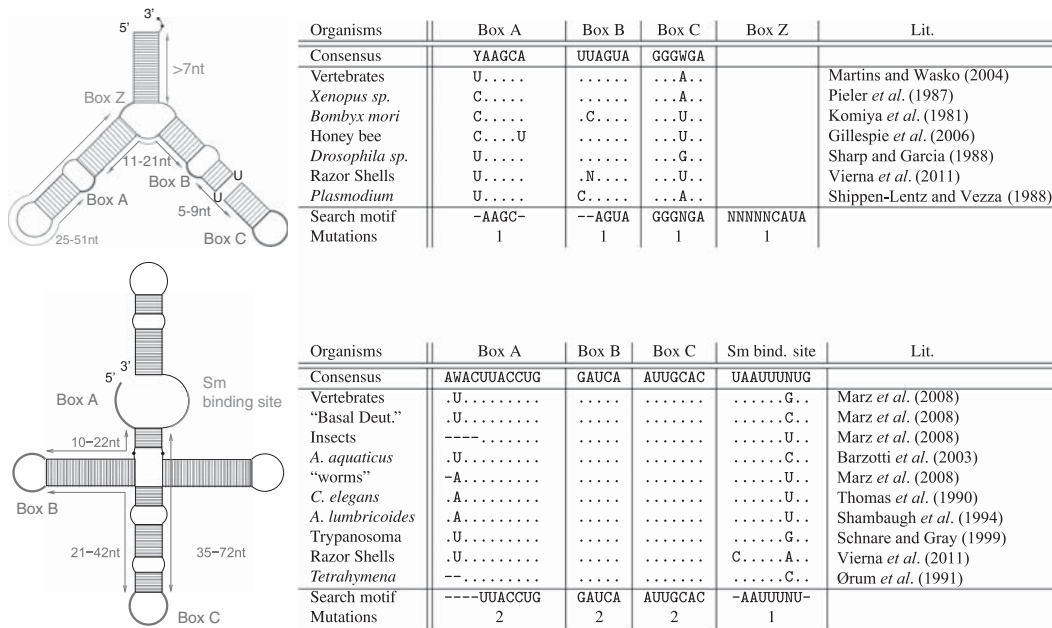 3'
5'
>7nt
Box Z
11-21nt
Box B
U
Box A
U
5-9nt
Box C
25-51nt
Organisms Box A Box B Box C Box Z Lit.
Consensus YAAGCA UUAGUA GGGWGA
Vertebrates U..... ...... ...A.. Martins and Wasko (2004)
Xenopus sp. C..... ...... ...A.. Pieler et al. (1987)
Bombyx mori C..... .C.... ...U.. Komiya et al. (1981)
Honey bee C....U ...... ...U.. Gillespie et al. (2006)
Drosophila sp. U..... ...... ...G.. Sharp and Garcia (1988)
Razor Shells U..... .N.... ...U.. Vierna et al. (2011)
Plasmodium U..... C..... ...A.. Shippen-Lentz and Vezza (1988)
Search motif -AAGC- --AGUA GGGNGA NNNNNCAUA
Mutations 1 1 1 1
3'
5'
Box A
Sm
binding site
10–22nt
Box B
21–42nt
35–72nt
Box C
Organisms Box A Box B Box C Sm bind. site Lit.
Consensus AWACUUACCUG GAUCA AUUGCAC UAAUUUNUG
Vertebrates .U......... ..... ....... ......G.. Marz et al. (2008)
“Basal Deut.” .U......... ..... ....... ......C.. Marz et al. (2008)
Insects ----....... ..... ....... ......U.. Marz et al. (2008)
A. aquaticus .U......... ..... ....... ......C.. Barzotti et al. (2003)
“worms” -A......... ..... ....... ......U.. Marz et al. (2008)
C. elegans .A......... ..... ....... ......U.. Thomas et al. (1990)
A. lumbricoides .A......... ..... ....... ......U.. Shambaugh et al. (1994)
Trypanosoma .U......... ..... ....... ......G.. Schnare and Gray (1999)
Razor Shells .U......... ..... ....... C.....A.. Vierna et al. (2011)
Tetrahymena --......... ..... ....... ......C.. Ørum et al. (1991)
Search motif ----UUACCUG GAUCA AUUGCAC -AAUUUNU-
Mutations 2 2 2 1